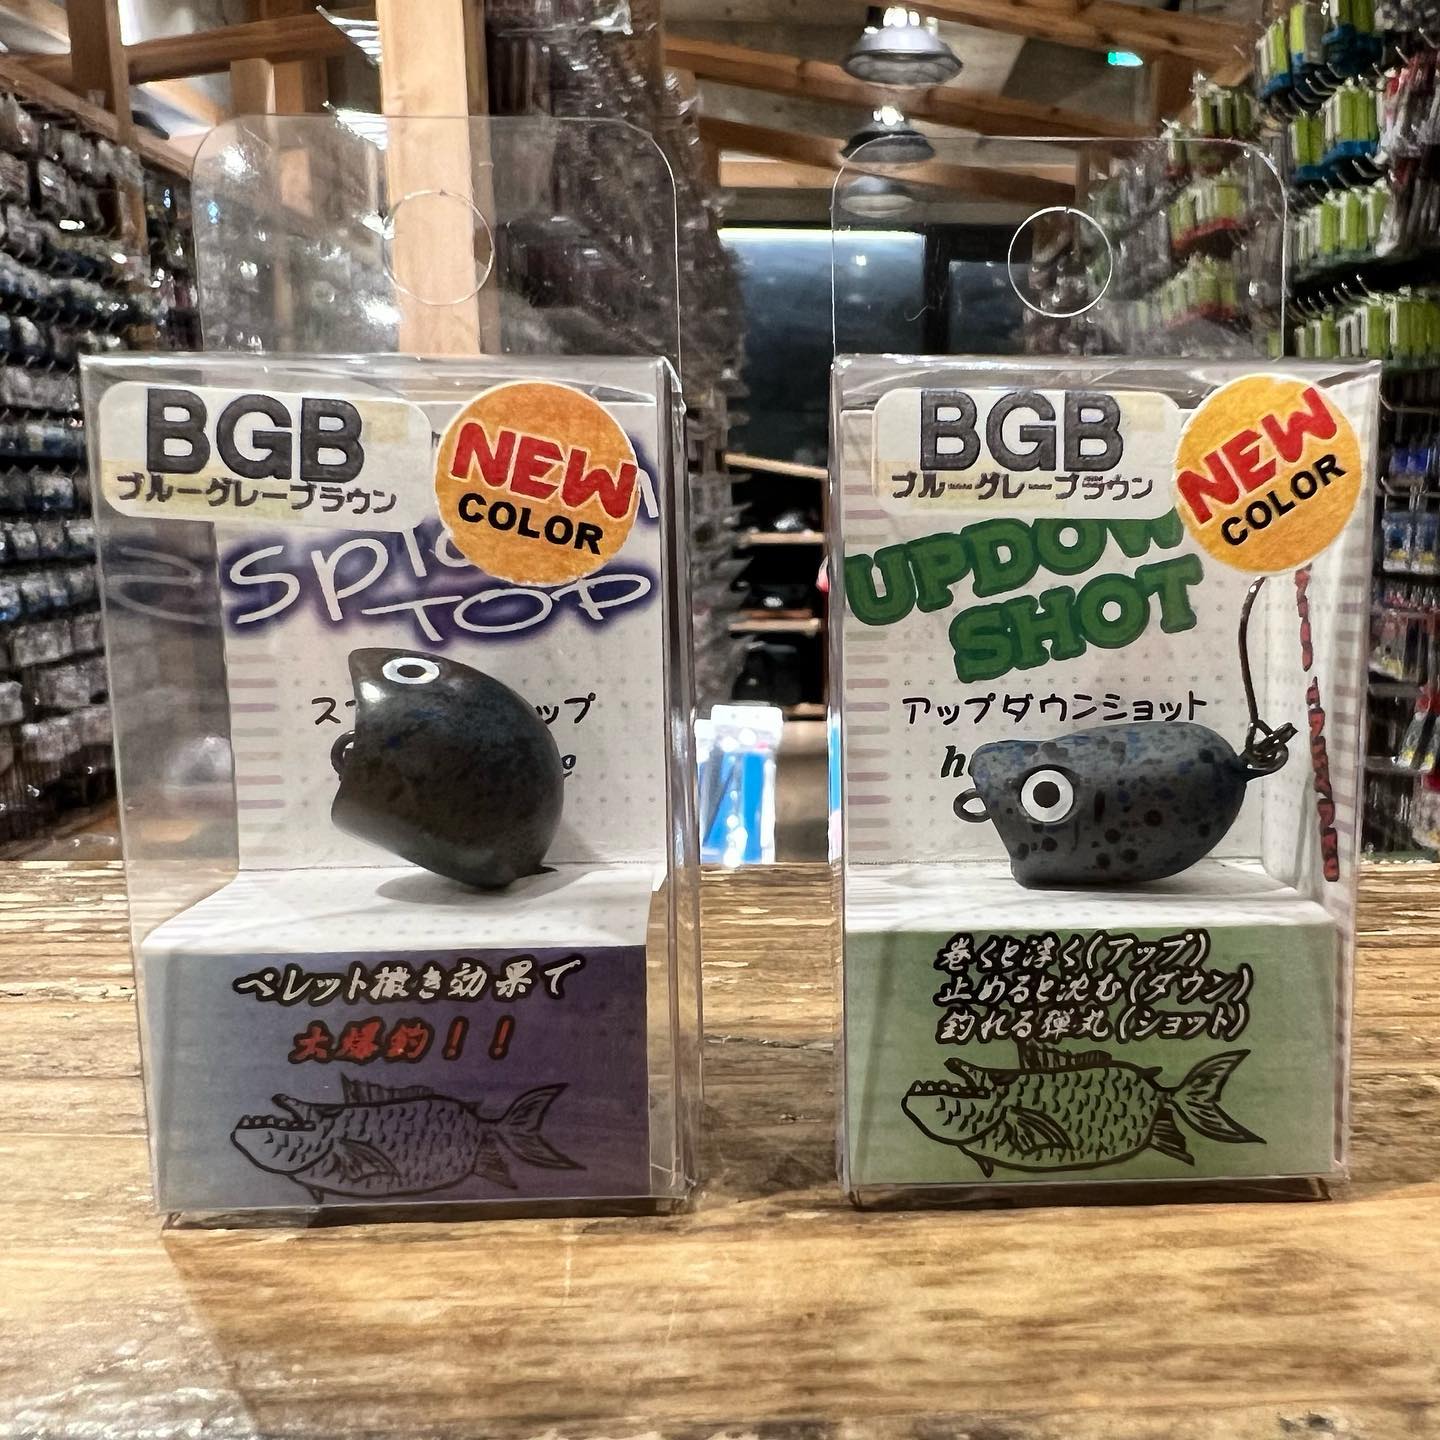 BGB
ブルーグレーブラウン
NEW
COLOR
TOP
ペレット撒き効果で
大爆釣！！
BGB
ブルーグレーブラウン
NEW
COLOR
UPDOWN
SHOT
アップダウンショット
巻くと浮く(アップ)
止めると沈む(ダウン)
釣れる弾丸(ショット)